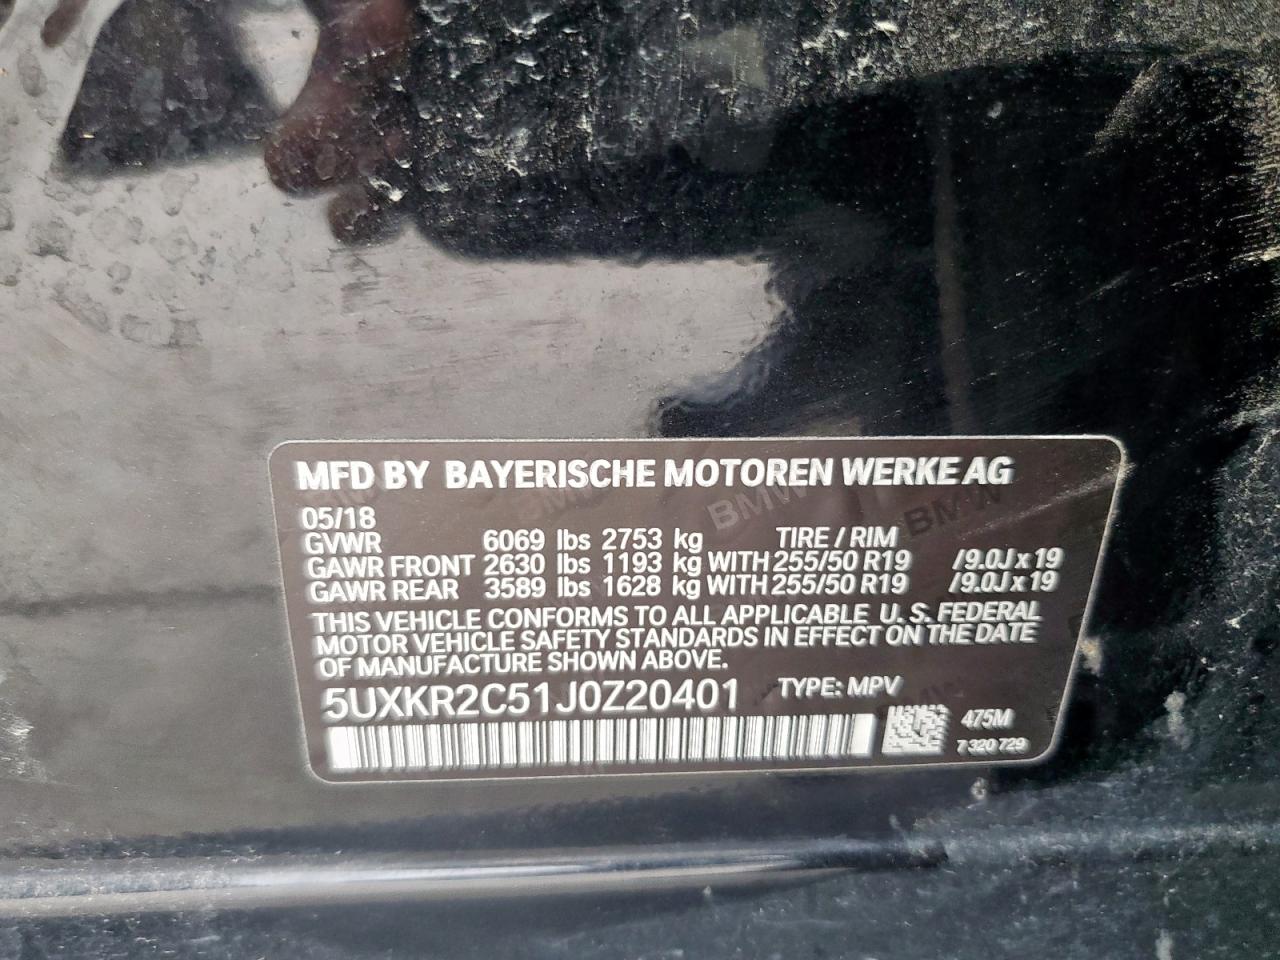 MFD BY BAYERISCHE MOTOREN WERKE AG
05/18
GVWR 6069 lbs 2753 kg TIRE / RIM
GAWR FRONT 2630 lbs 1193 kg WITH 255/50 R19 /9.0J x 19
GAWR REAR 3589 lbs 1628 kg WITH 255/50 R19 /9.0J x 19
THIS VEHICLE CONFORMS TO ALL APPLICABLE U.S. FEDERAL
MOTOR VEHICLE SAFETY STANDARDS IN EFFECT ON THE DATE
OF MANUFACTURE SHOWN ABOVE.
5UXKR2C51J0Z20401 TYPE: MPV
475M
7 320 729